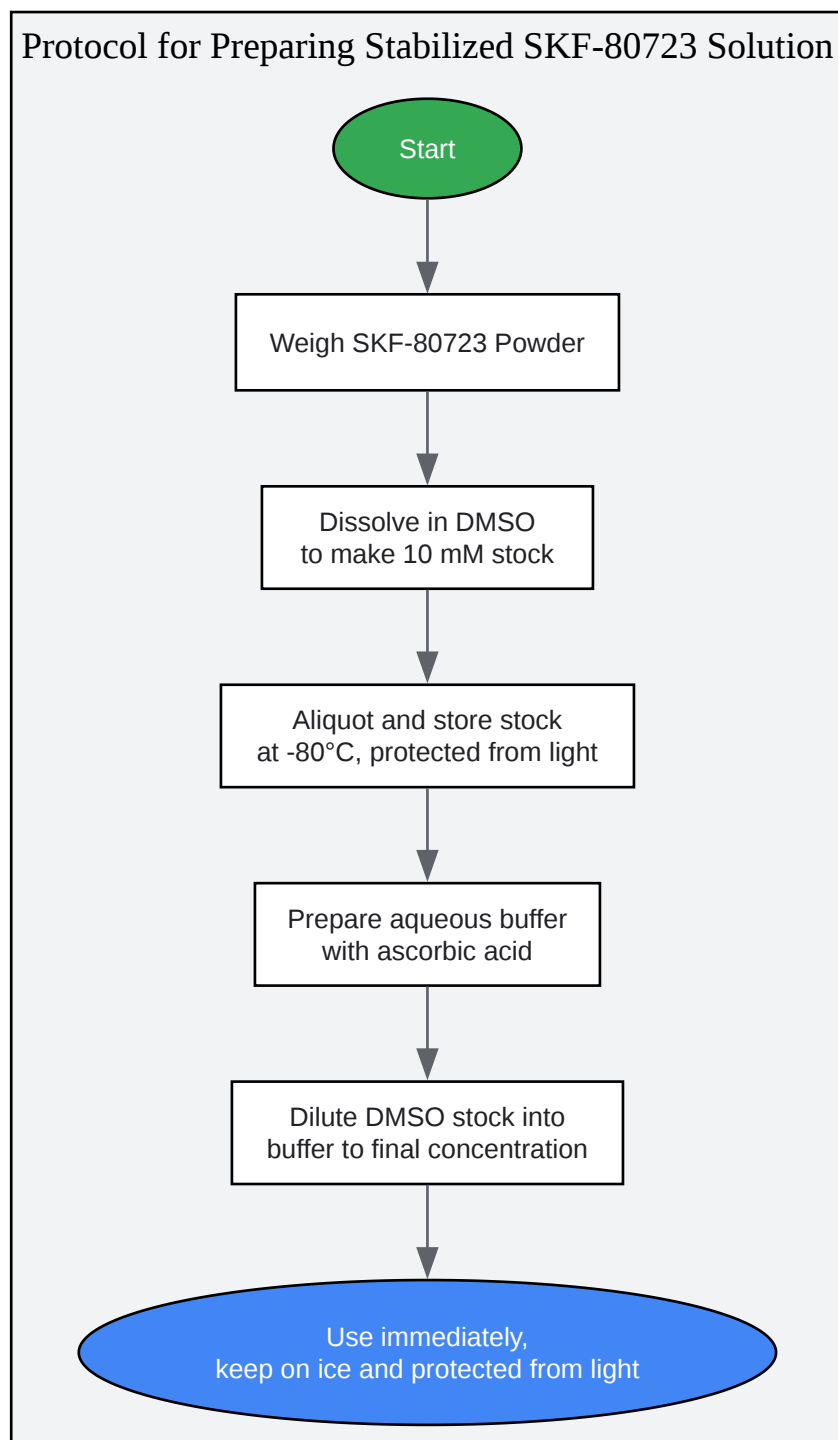 Protocol for Preparing Stabilized SKF-80723 Solution
Start
Weigh SKF-80723 Powder
Dissolve in DMSO
to make 10 mM stock
Aliquot and store stock
at -80°C, protected from light
Prepare aqueous buffer
with ascorbic acid
Dilute DMSO stock into
buffer to final concentration
Use immediately,
keep on ice and protected from light